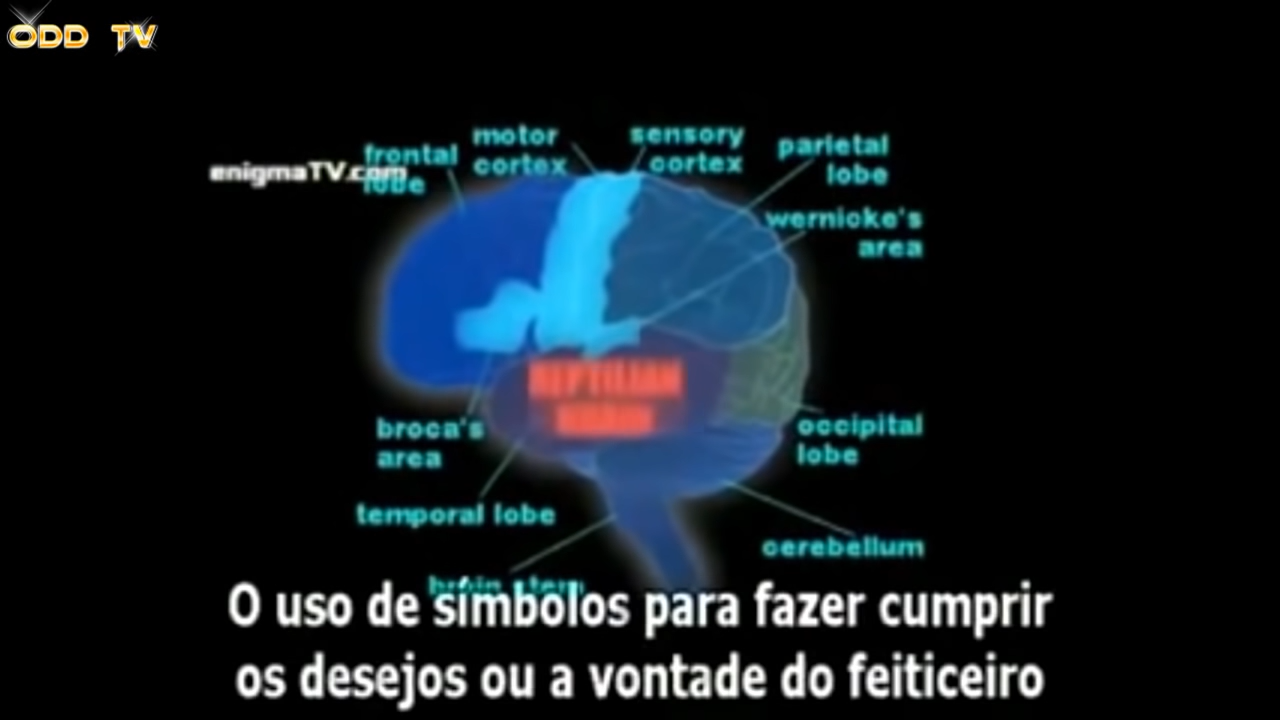 ODD TV
motor
cortex
sensory
cortex
parietal
lobe
frontal
lobe
enigmaTV.com
wernicke's
area
REPTILIAN
broca's
area
occipital
lobe
temporal lobe
cerebellum
brain stem
O uso de símbolos para fazer cumprir
os desejos ou a vontade do feiticeiro